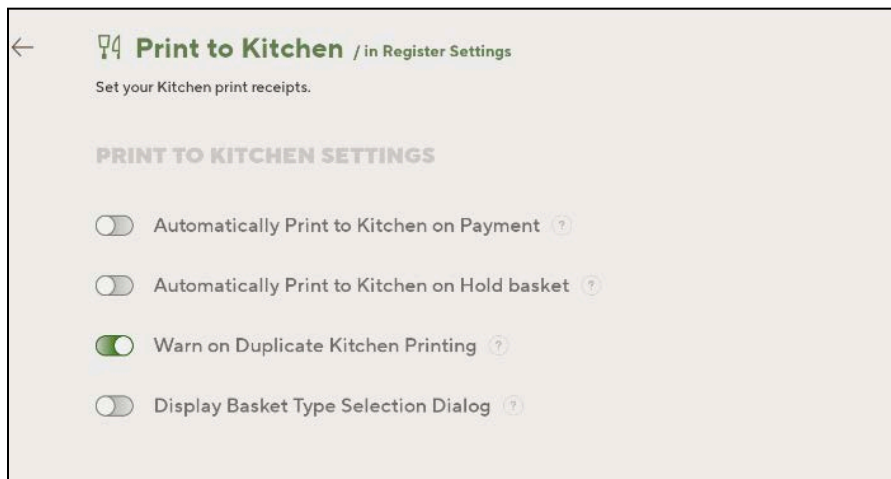 Print to Kitchen / in Register Settings
Set your Kitchen print receipts.
PRINT TO KITCHEN SETTINGS
Automatically Print to Kitchen on Payment ?
Automatically Print to Kitchen on Hold basket ?
Warn on Duplicate Kitchen Printing ?
Display Basket Type Selection Dialog ?